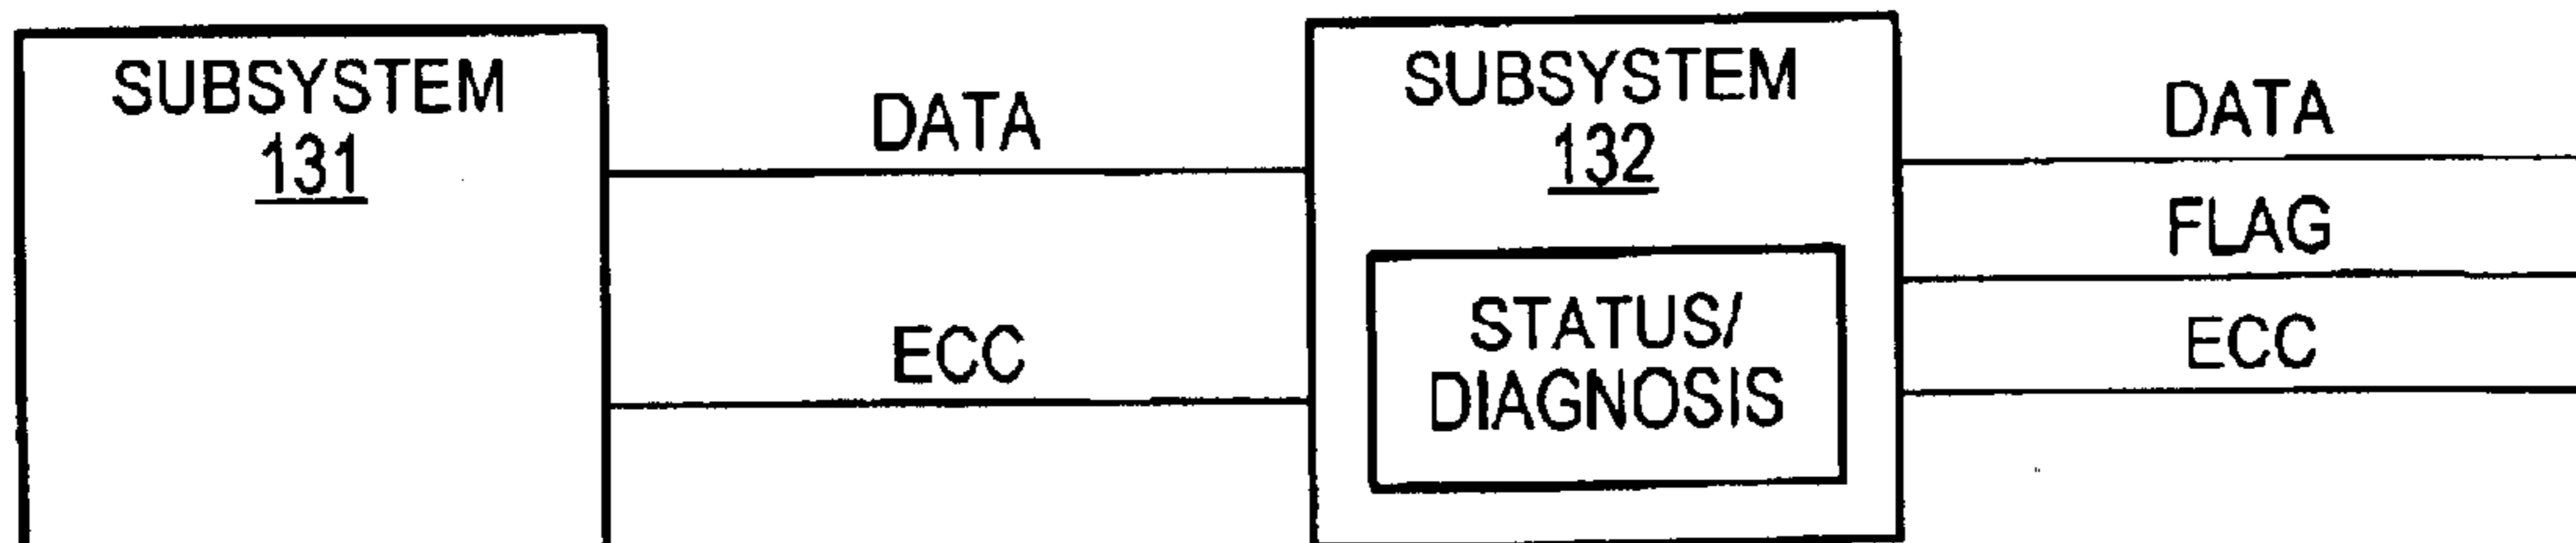 SUBSYSTEM
131
DATA
ECC
SUBSYSTEM
132
STATUS/
DIAGNOSIS
DATA
FLAG
ECC